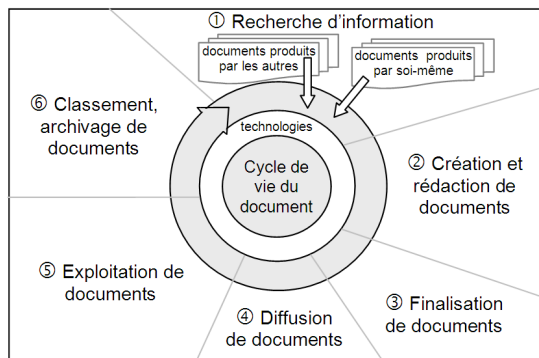 ① Recherche d'information
documents produits
par les autres
documents produits
par soi-même
⑥ Classement,
archivage de
documents
technologies
Cycle de
vie du
document
② Création et
rédaction de
documents
⑤ Exploitation de
documents
④ Diffusion
de documents
③ Finalisation
de documents